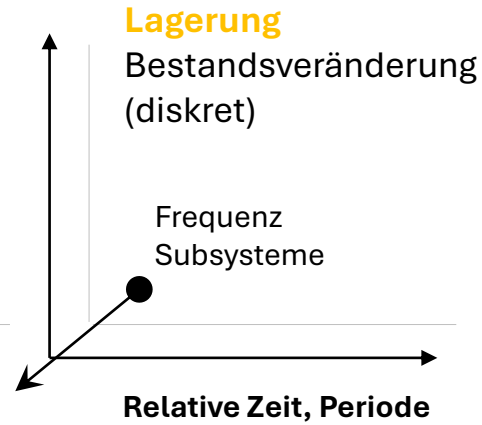 Lagerung
Bestandsveränderung
(diskret)
Frequenz
Subsysteme
Relative Zeit, Periode